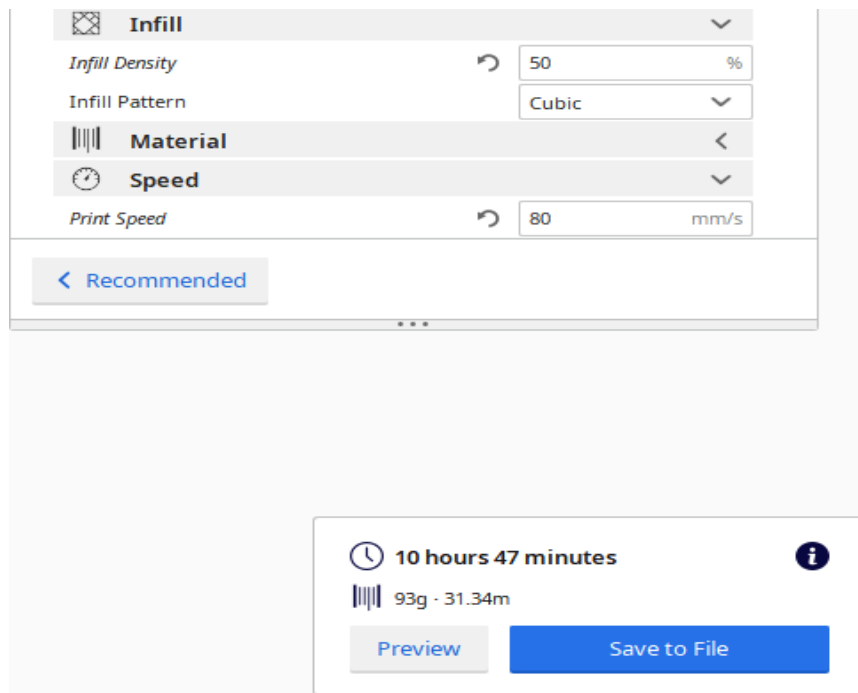 Infill
Infill Density 50 %
Infill Pattern Cubic
Material
Speed
Print Speed 80 mm/s
Recommended
10 hours 47 minutes
93g · 31.34m
Preview Save to File